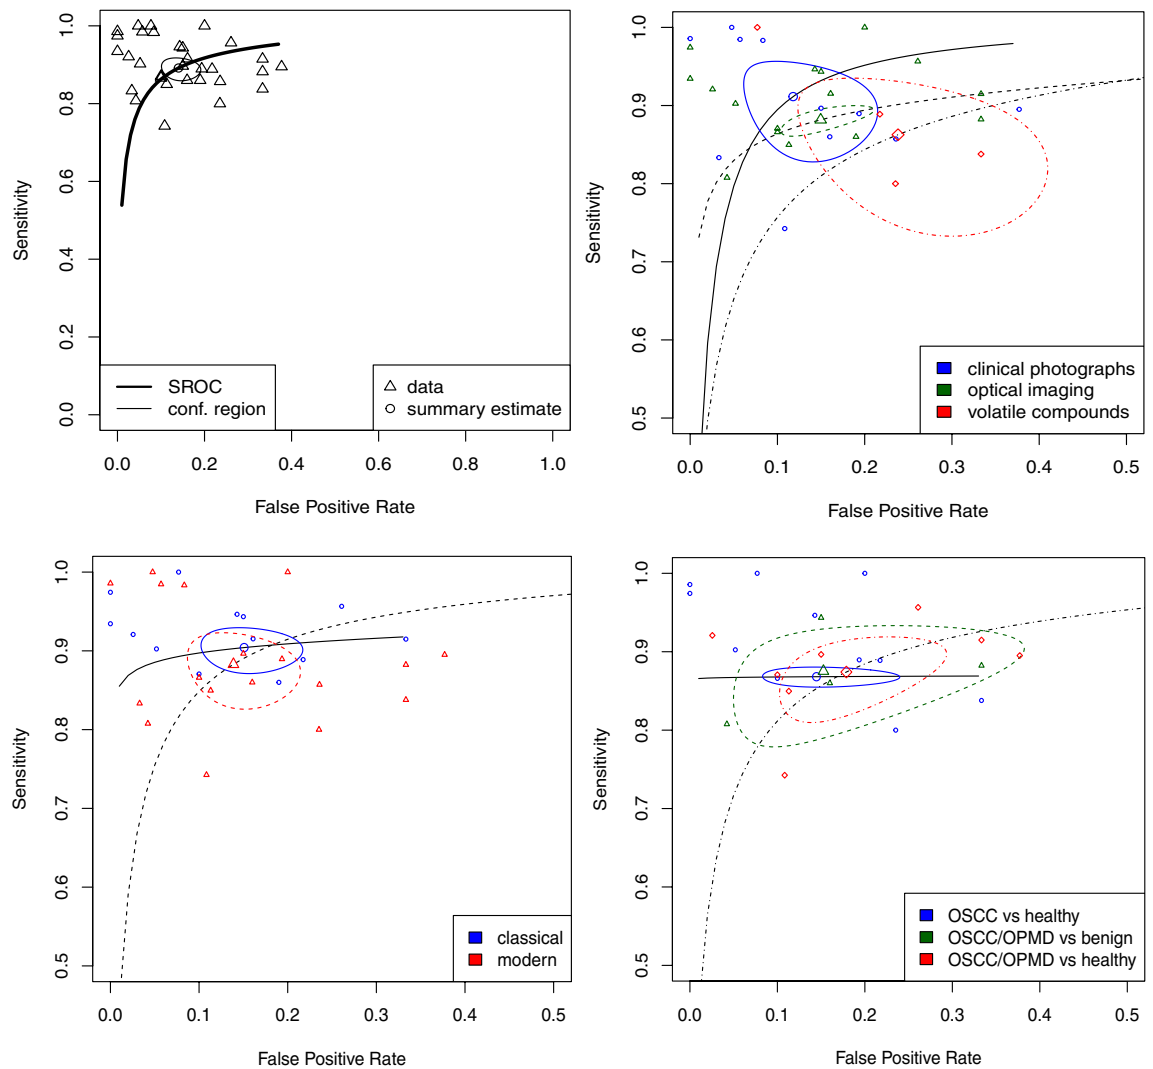 1.0
0.8
0.6
0.4
0.2
0.0
Sensitivity
SROC
conf. region
data
summary estimate
0.0 0.2 0.4 0.6 0.8 1.0
False Positive Rate
1.0
0.9
0.8
0.7
0.6
0.5
Sensitivity
clinical photographs
optical imaging
volatile compounds
0.0 0.1 0.2 0.3 0.4 0.5
False Positive Rate
1.0
0.9
0.8
0.7
0.6
0.5
Sensitivity
classical
modern
0.0 0.1 0.2 0.3 0.4 0.5
False Positive Rate
1.0
0.9
0.8
0.7
0.6
0.5
Sensitivity
OSCC vs healthy
OSCC/OPMD vs benign
OSCC/OPMD vs healthy
0.0 0.1 0.2 0.3 0.4 0.5
False Positive Rate